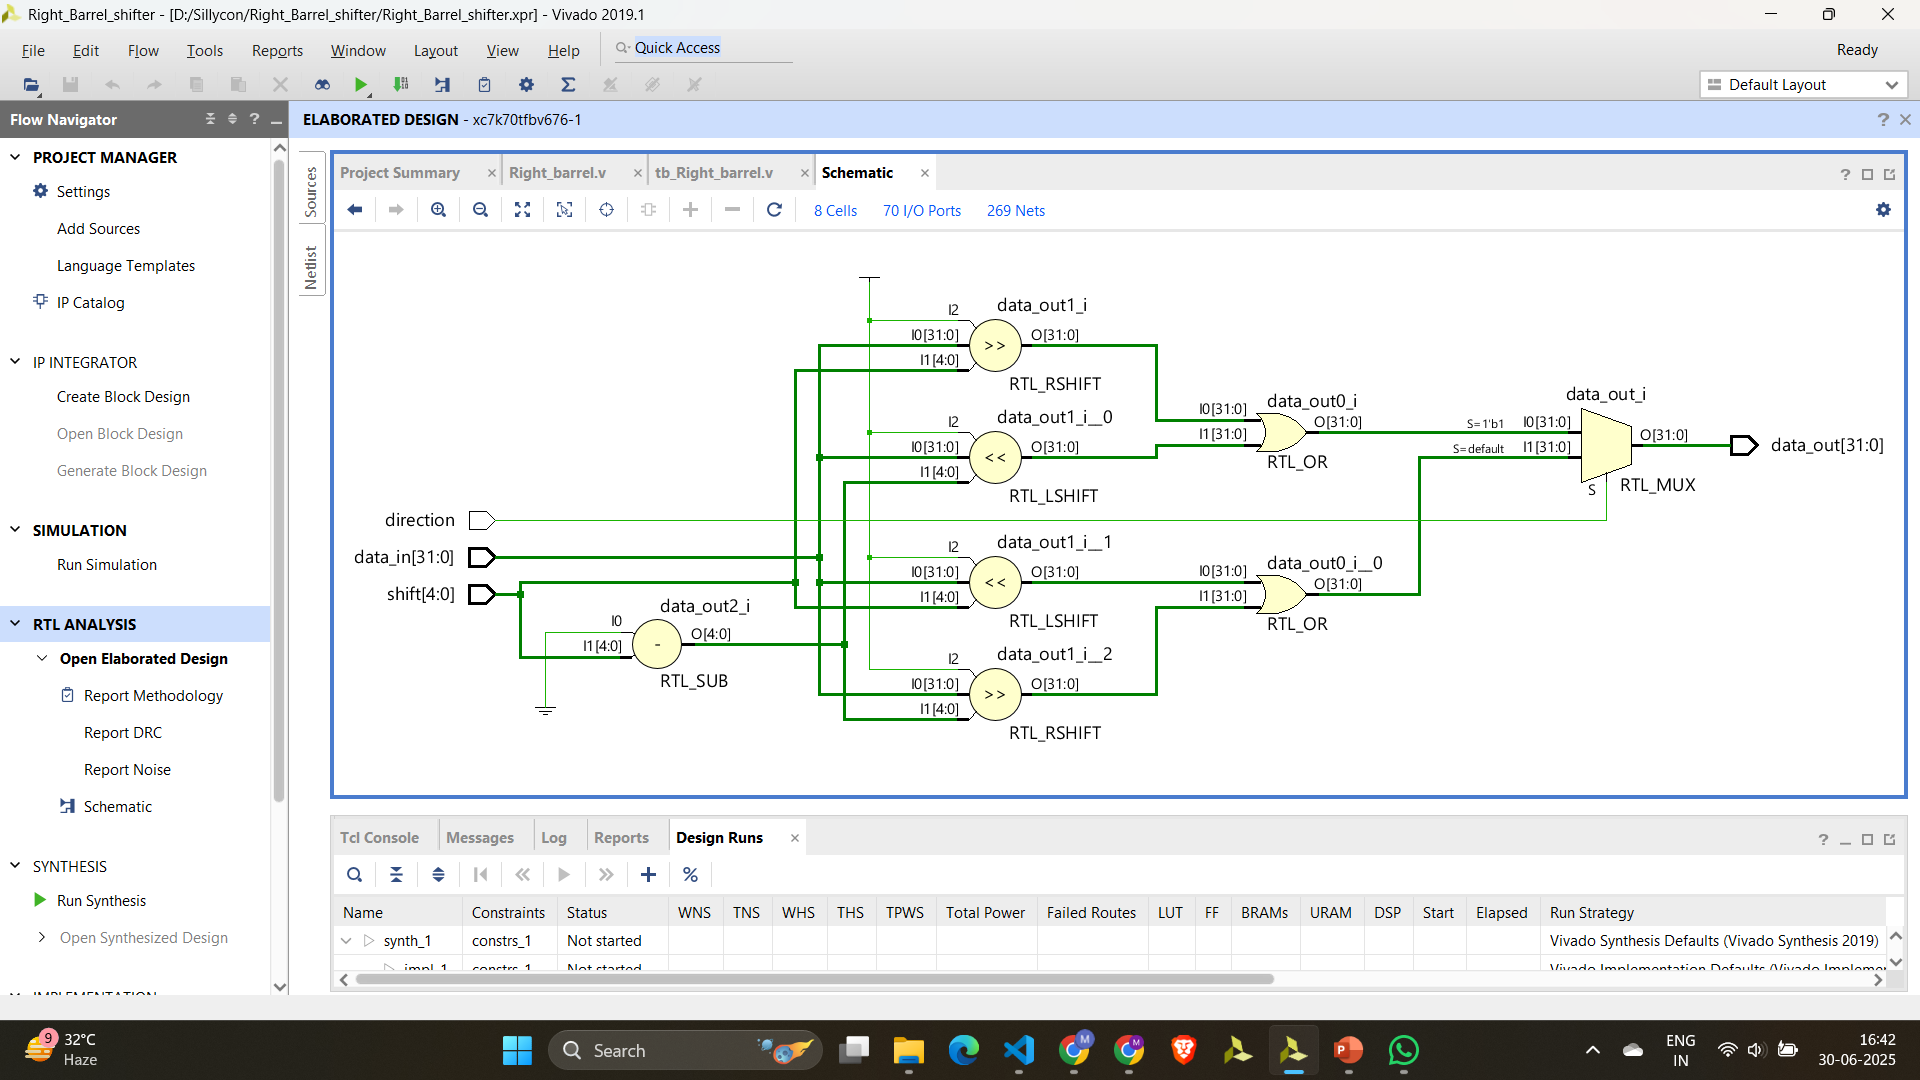 Right_Barrel_shifter - [D:/Sillycon/Right_Barrel_shifter/Right_Barrel_shifter.xpr] - Vivado 2019.1
File Edit Flow Tools Reports Window Layout View Help Quick Access Ready
Default Layout
Flow Navigator
PROJECT MANAGER
Settings
Add Sources
Language Templates
IP Catalog
IP INTEGRATOR
Create Block Design
Open Block Design
Generate Block Design
SIMULATION
Run Simulation
RTL ANALYSIS
Open Elaborated Design
Report Methodology
Report DRC
Report Noise
Schematic
SYNTHESIS
Run Synthesis
Open Synthesized Design
IMPLEMENTATION
ELABORATED DESIGN - xc7k70tfbv676-1
Sources
Netlist
Project Summary Right_barrel.v tb_Right_barrel.v Schematic
8 Cells 70 I/O Ports 269 Nets
data_out1_i
I2
I0[31:0] O[31:0]
>>
I1[4:0]
RTL_RSHIFT
data_out1_i__0
I2
I0[31:0] O[31:0]
<<
I1[4:0]
RTL_LSHIFT
data_out0_i
I0[31:0] O[31:0]
I1[31:0]
RTL_OR
data_out_i
S=1'b1 I0[31:0] O[31:0]
S=default I1[31:0]
S RTL_MUX
data_out[31:0]
direction
data_in[31:0]
shift[4:0]
data_out2_i
I0 O[4:0]
I1[4:0] -
RTL_SUB
data_out1_i__1
I2
I0[31:0] O[31:0]
<<
I1[4:0]
RTL_LSHIFT
data_out0_i__0
I0[31:0] O[31:0]
I1[31:0]
RTL_OR
data_out1_i__2
I2
I0[31:0] O[31:0]
>>
I1[4:0]
RTL_RSHIFT
Tcl Console Messages Log Reports Design Runs
Name Constraints Status WNS TNS WHS THS TPWS Total Power Failed Routes LUT FF BRAMs URAM DSP Start Elapsed Run Strategy
synth_1 constrs_1 Not started Vivado Synthesis Defaults (Vivado Synthesis 2019)
impl_1 constrs_1 Not started Vivado Implementation Defaults (Vivado Implemen
9
32°C
Haze
Search
ENG
IN
16:42
30-06-2025